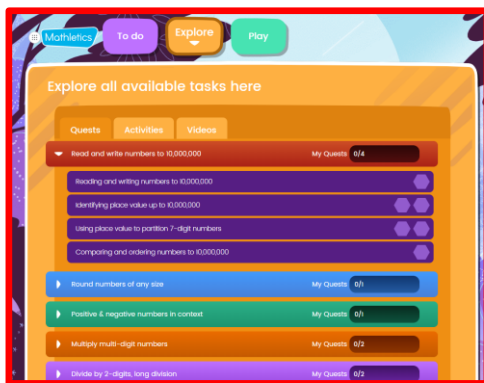 Mathletics
To do
Explore
Play
Explore all available tasks here
Quests Activities Videos
Read and write numbers to 10,000,000 My Quests 0/4
Reading and writing numbers to 10,000,000
Identifying place value up to 10,000,000
Using place value to partition 7-digit numbers
Comparing and ordering numbers to 10,000,000
Round numbers of any size My Quests 0/1
Positive & negative numbers in context My Quests 0/1
Multiply multi-digit numbers My Quests 0/2
Divide by 2-digits, long division My Quests 0/2